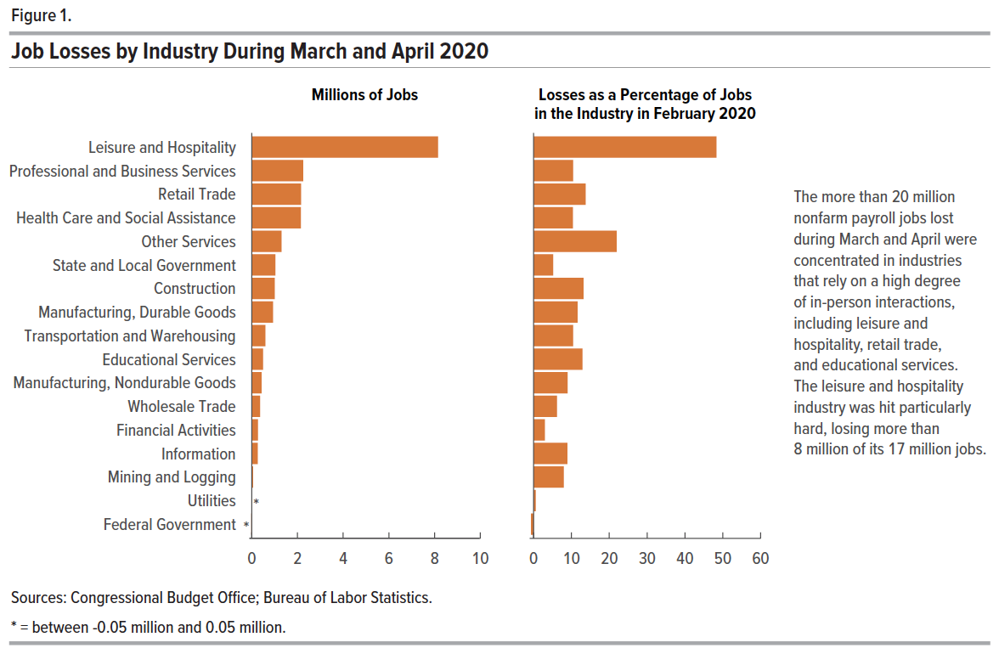 Figure 1.
Job Losses by Industry During March and April 2020
Millions of Jobs
Losses as a Percentage of Jobs
in the Industry in February 2020
Leisure and Hospitality
Professional and Business Services
Retail Trade
Health Care and Social Assistance
Other Services
State and Local Government
Construction
Manufacturing, Durable Goods
Transportation and Warehousing
Educational Services
Manufacturing, Nondurable Goods
Wholesale Trade
Financial Activities
Information
Mining and Logging
Utilities *
Federal Government *
0 2 4 6 8 10
0 10 20 30 40 50 60
The more than 20 million
nonfarm payroll jobs lost
during March and April were
concentrated in industries
that rely on a high degree
of in-person interactions,
including leisure and
hospitality, retail trade,
and educational services.
The leisure and hospitality
industry was hit particularly
hard, losing more than
8 million of its 17 million jobs.
Sources: Congressional Budget Office; Bureau of Labor Statistics.
* = between -0.05 million and 0.05 million.